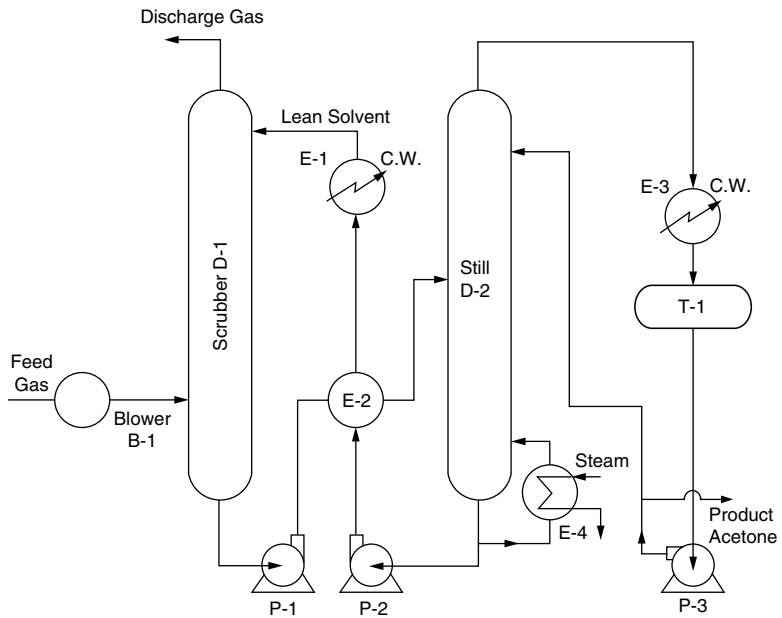 Discharge Gas
Lean Solvent
E-1
C.W.
E-3
C.W.
Scrubber D-1
Still
D-2
T-1
Feed
Gas
Blower
B-1
E-2
Steam
E-4
Product
Acetone
P-1
P-2
P-3